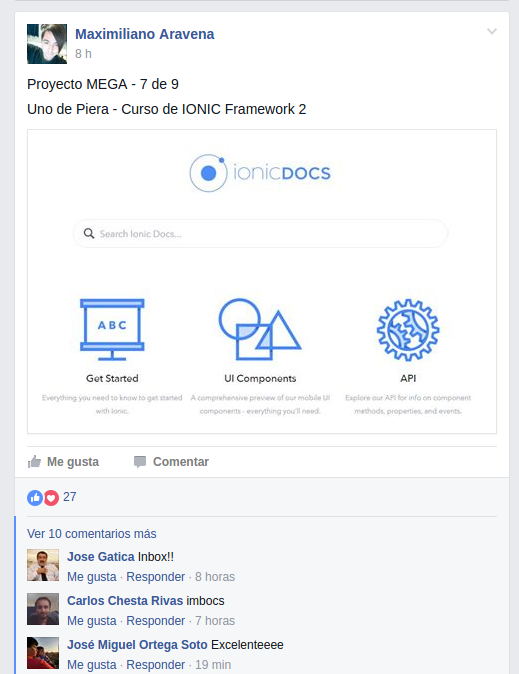 Maximiliano Aravena
8 h
Proyecto MEGA - 7 de 9
Uno de Piera - Curso de IONIC Framework 2
ionicDOCS
Search Ionic Docs...
ABC
Get Started
UI Components
API
Everything you need to know to get started
with Ionic.
A comprehensive preview of our mobile UI
components - everything you'll need.
Explore our API for info on component
methods, properties, and events.
Me gusta
Comentar
27
Ver 10 comentarios más
Jose Gatica Inbox!!
Me gusta · Responder · 8 horas
Carlos Chesta Rivas imbocs
Me gusta · Responder · 7 horas
José Miguel Ortega Soto Excelenteeee
Me gusta · Responder · 19 min